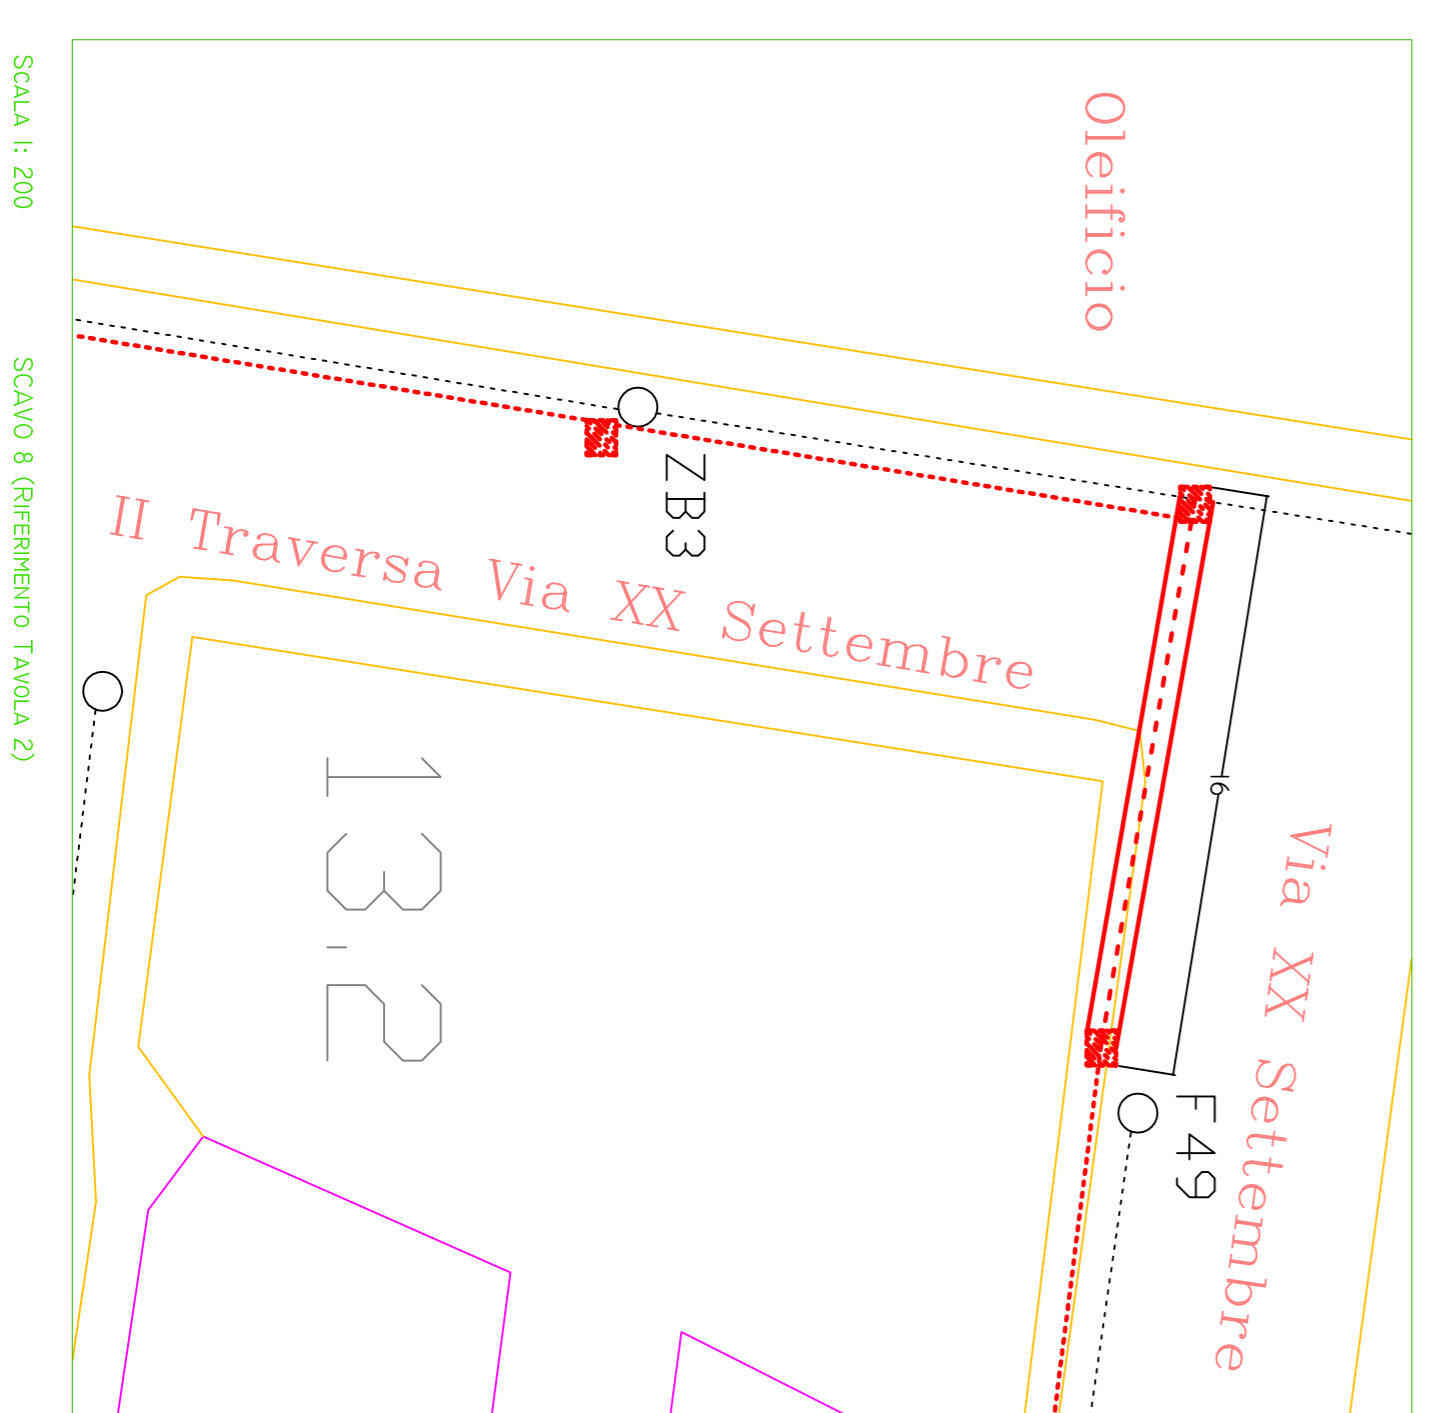 SCALA 1: 200
SCAVO 8 (RIFERIMENTO TAVOLA 2)
Oleificio
ZB3
II Traversa Via XX Settembre
16
13.2
F49
Via XX Settembre